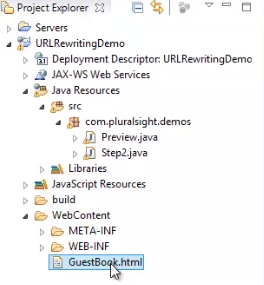 Project Explorer
Servers
URLRewritingDemo
Deployment Descriptor: URLRewritingDemo
JAX-WS Web Services
Java Resources
src
com.pluralsight.demos
Preview.java
Step2.java
Libraries
JavaScript Resources
build
WebContent
META-INF
WEB-INF
GuestBook.html